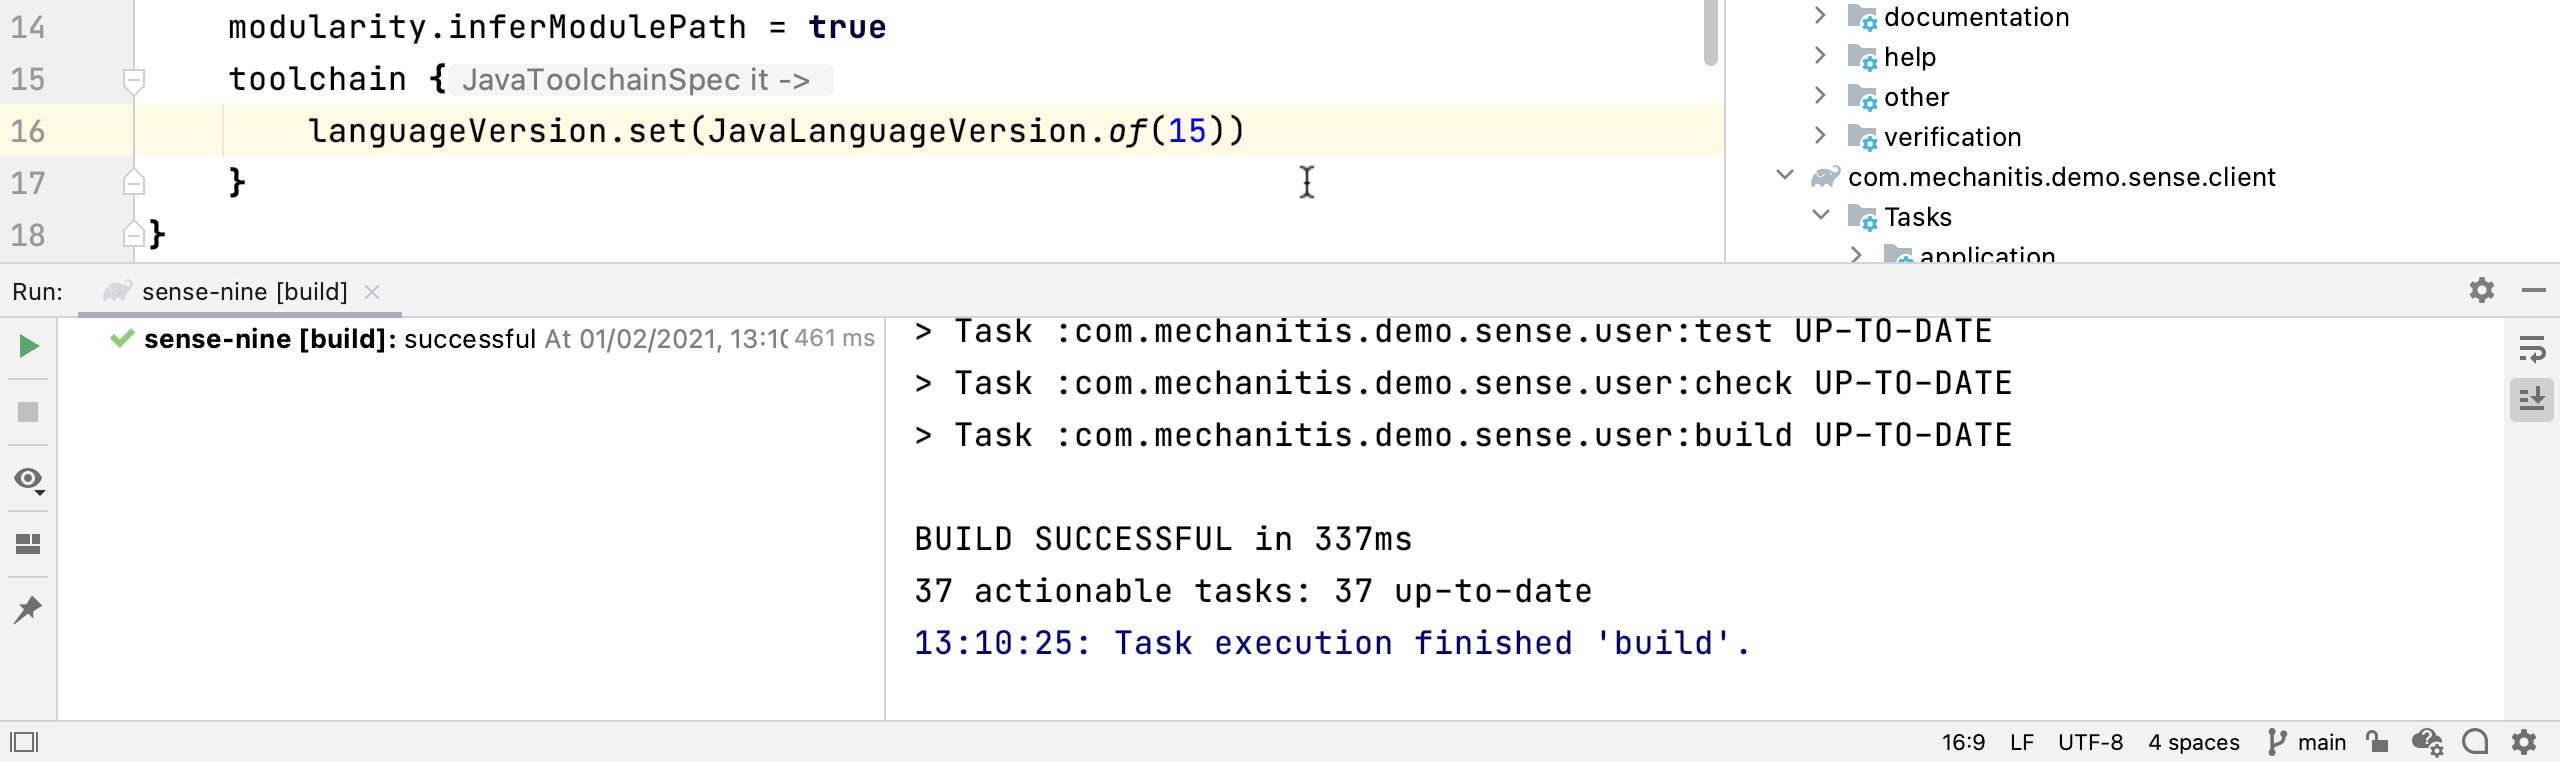 14 modularity.inferModulePath = true
15 toolchain { JavaToolchainSpec it ->
16 languageVersion.set(JavaLanguageVersion.of(15))
17 }
18 }
documentation
help
other
verification
com.mechanitis.demo.sense.client
Tasks
application
Run: sense-nine [build]
sense-nine [build]: successful At 01/02/2021, 13:10 461 ms
> Task :com.mechanitis.demo.sense.user:test UP-TO-DATE
> Task :com.mechanitis.demo.sense.user:check UP-TO-DATE
> Task :com.mechanitis.demo.sense.user:build UP-TO-DATE
BUILD SUCCESSFUL in 337ms
37 actionable tasks: 37 up-to-date
13:10:25: Task execution finished 'build'.
16:9 LF UTF-8 4 spaces main